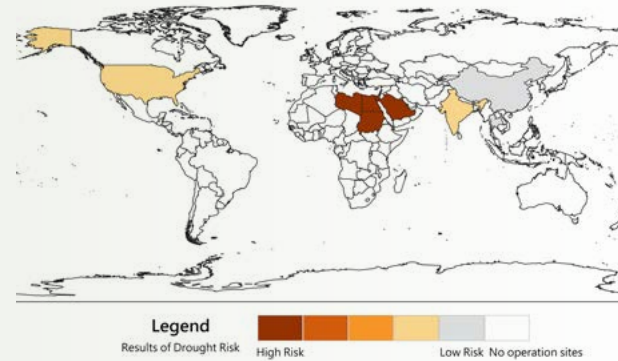 Legend
Results of Drought Risk
High Risk
Low Risk
No operation sites